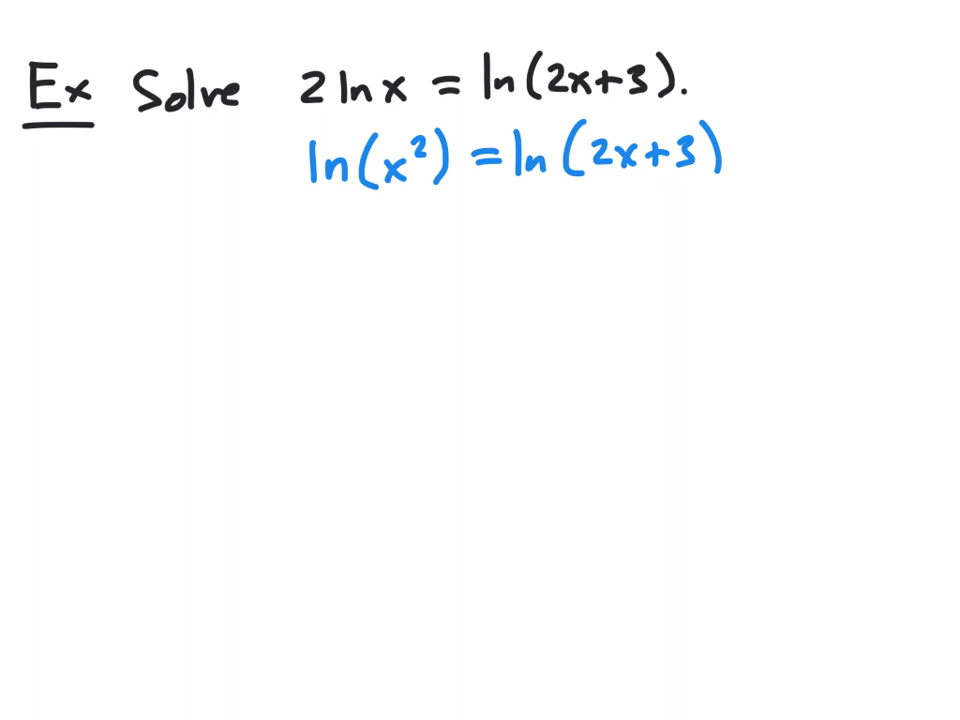 Ex Solve 2 ln x = ln(2x+3).
ln(x²) = ln(2x+3)